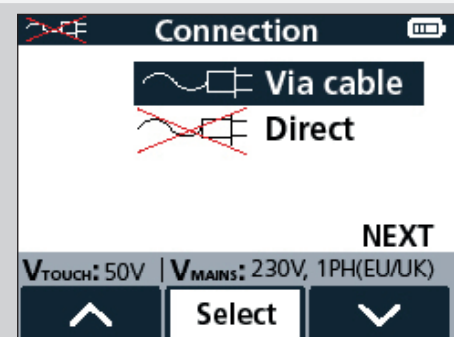 Connection
Via cable
Direct
NEXT
VTOUCH: 50V | VMAINS: 230V, 1PH(EU/UK)
Select